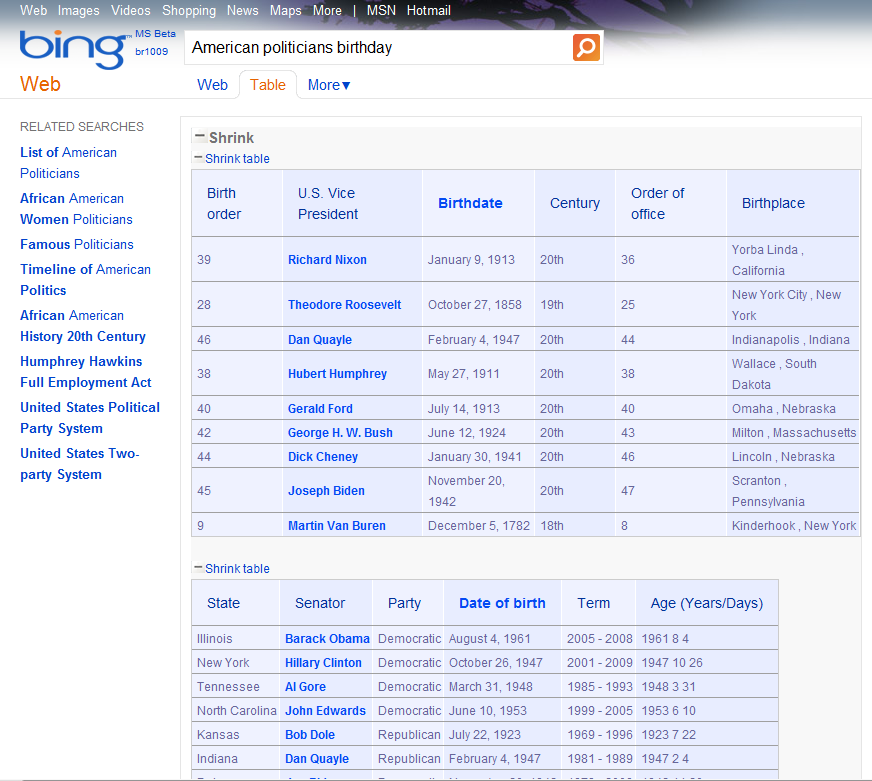 Web Images Videos Shopping News Maps More | MSN Hotmail
bing MS Beta
br1009
American politicians birthday
Web
Web Table More▼
RELATED SEARCHES
List of American
Politicians
African American
Women Politicians
Famous Politicians
Timeline of American
Politics
African American
History 20th Century
Humphrey Hawkins
Full Employment Act
United States Political
Party System
United States Two-
party System
Shrink
Shrink table
Birth order U.S. Vice President Birthdate Century Order of office Birthplace
39 Richard Nixon January 9, 1913 20th 36 Yorba Linda , California
28 Theodore Roosevelt October 27, 1858 19th 25 New York City , New York
46 Dan Quayle February 4, 1947 20th 44 Indianapolis , Indiana
38 Hubert Humphrey May 27, 1911 20th 38 Wallace , South Dakota
40 Gerald Ford July 14, 1913 20th 40 Omaha , Nebraska
42 George H. W. Bush June 12, 1924 20th 43 Milton , Massachusetts
44 Dick Cheney January 30, 1941 20th 46 Lincoln , Nebraska
45 Joseph Biden November 20, 1942 20th 47 Scranton , Pennsylvania
9 Martin Van Buren December 5, 1782 18th 8 Kinderhook , New York
Shrink table
State Senator Party Date of birth Term Age (Years/Days)
Illinois Barack Obama Democratic August 4, 1961 2005 - 2008 1961 8 4
New York Hillary Clinton Democratic October 26, 1947 2001 - 2009 1947 10 26
Tennessee Al Gore Democratic March 31, 1948 1985 - 1993 1948 3 31
North Carolina John Edwards Democratic June 10, 1953 1999 - 2005 1953 6 10
Kansas Bob Dole Republican July 22, 1923 1969 - 1996 1923 7 22
Indiana Dan Quayle Republican February 4, 1947 1981 - 1989 1947 2 4